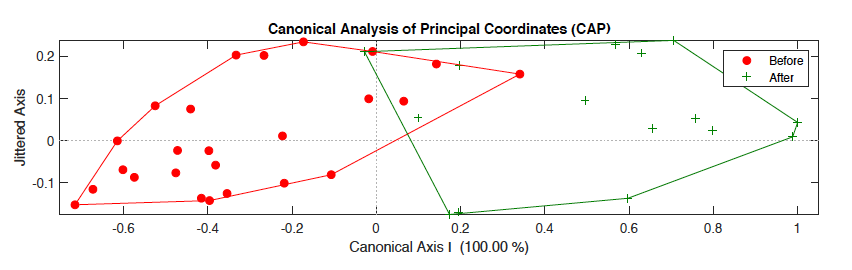 Canonical Analysis of Principal Coordinates (CAP)
Before
After
Jittered Axis
0.2
0.1
0
-0.1
-0.6
-0.4
-0.2
0
0.2
0.4
0.6
0.8
1
Canonical Axis I (100.00 %)